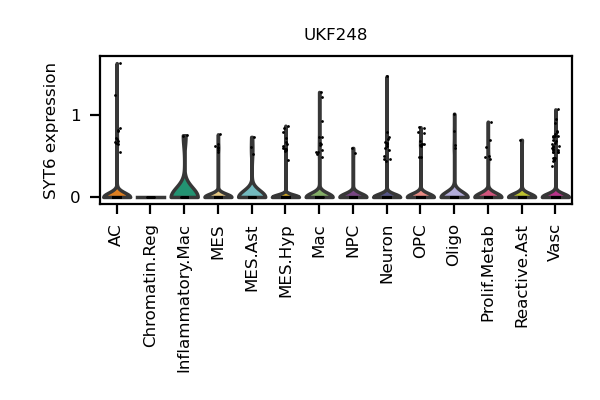 UKF248
SYT6 expression
1
0
AC
Chromatin.Reg
Inflammatory.Mac
MES
MES.Ast
MES.Hyp
Mac
NPC
Neuron
OPC
Oligo
Prolif.Metab
Reactive.Ast
Vasc